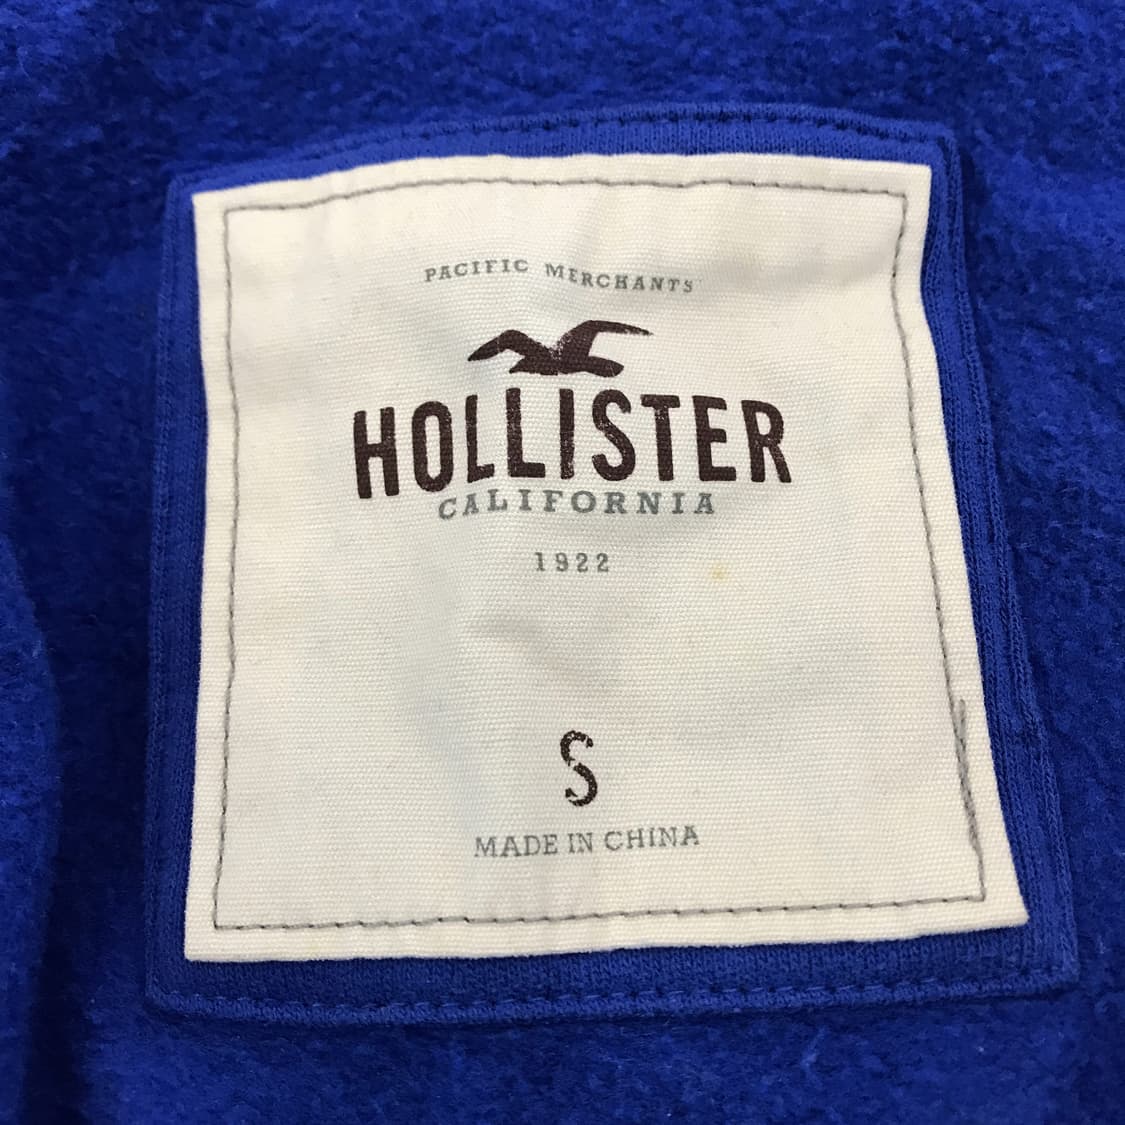 PACIFIC MERCHANTS
HOLLISTER
CALIFORNIA
1922
S
MADE IN CHINA